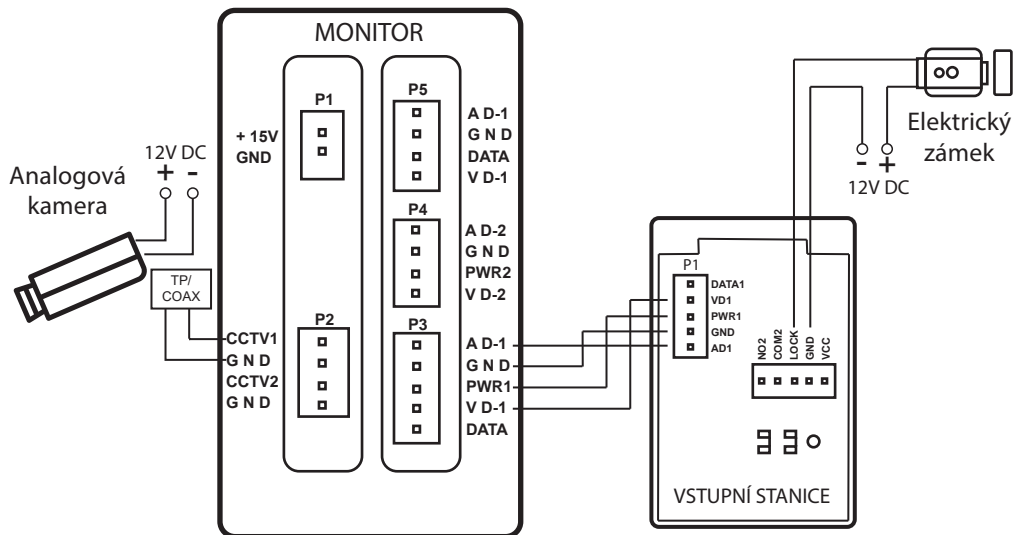 MONITOR
P1
+ 15V
GND
P5
A D-1
G N D
DATA
V D-1
P4
A D-2
G N D
PWR2
V D-2
P2
CCTV1
G N D
CCTV2
G N D
P3
A D-1
G N D
PWR1
V D-1
DATA
Analogová
kamera
12V DC
+ -
TP/
COAX
Elektrický
zámek
- +
12V DC
P1
DATA1
VD1
PWR1
GND
AD1
NO2
COM2
LOCK
GND
VCC
VSTUPNÍ STANICE